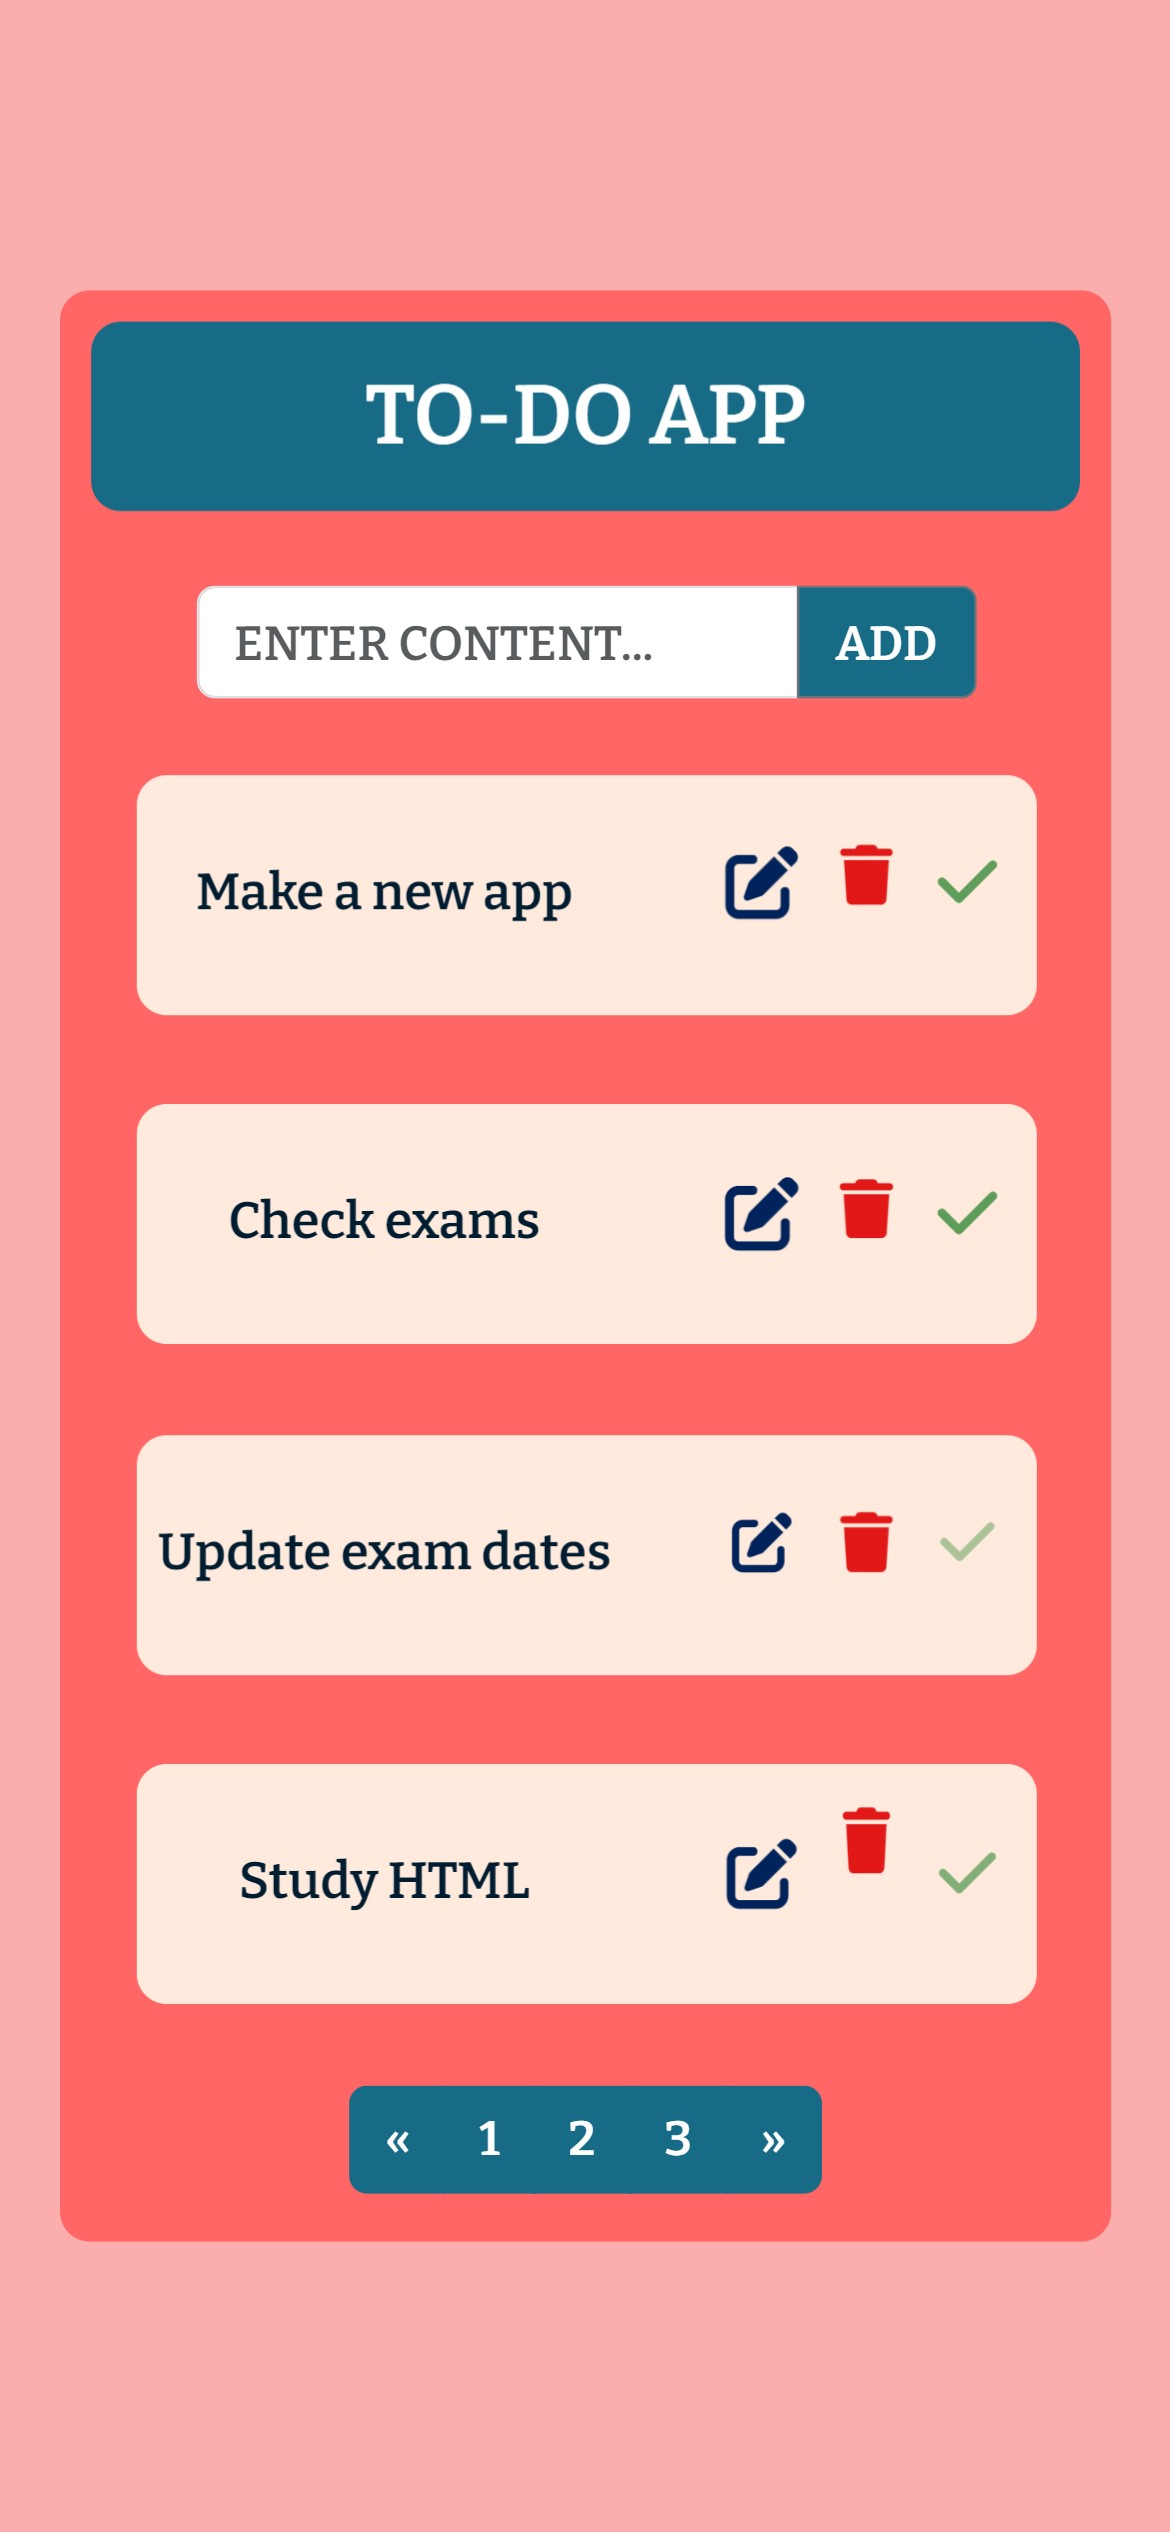 TO-DO APP
ENTER CONTENT... ADD
Make a new app
Check exams
Update exam dates
Study HTML
« 1 2 3 »